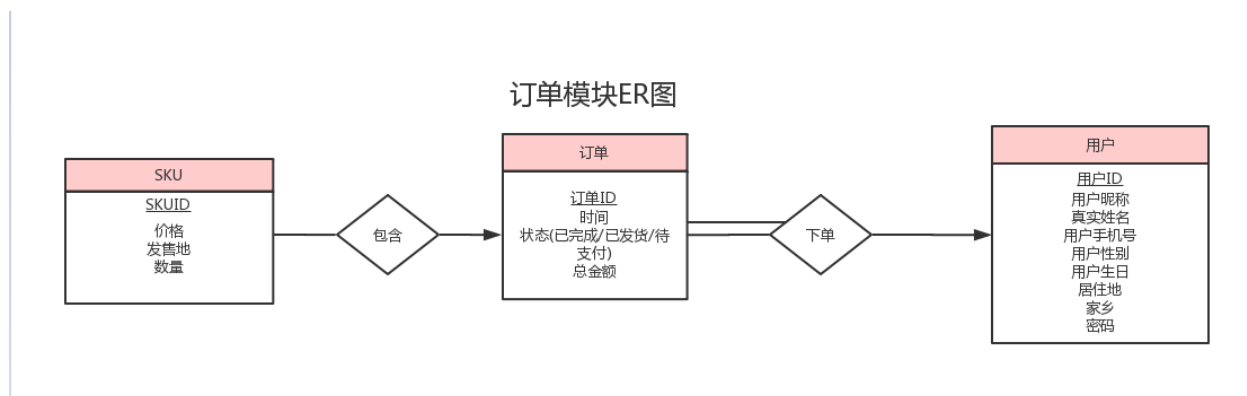 订单模块ER图
SKU
SKUID
价格
发售地
数量
包含
订单
订单ID
时间
状态(已完成/已发货/待
支付)
总金额
下单
用户
用户ID
用户昵称
真实姓名
用户手机号
用户性别
用户生日
居住地
家乡
密码